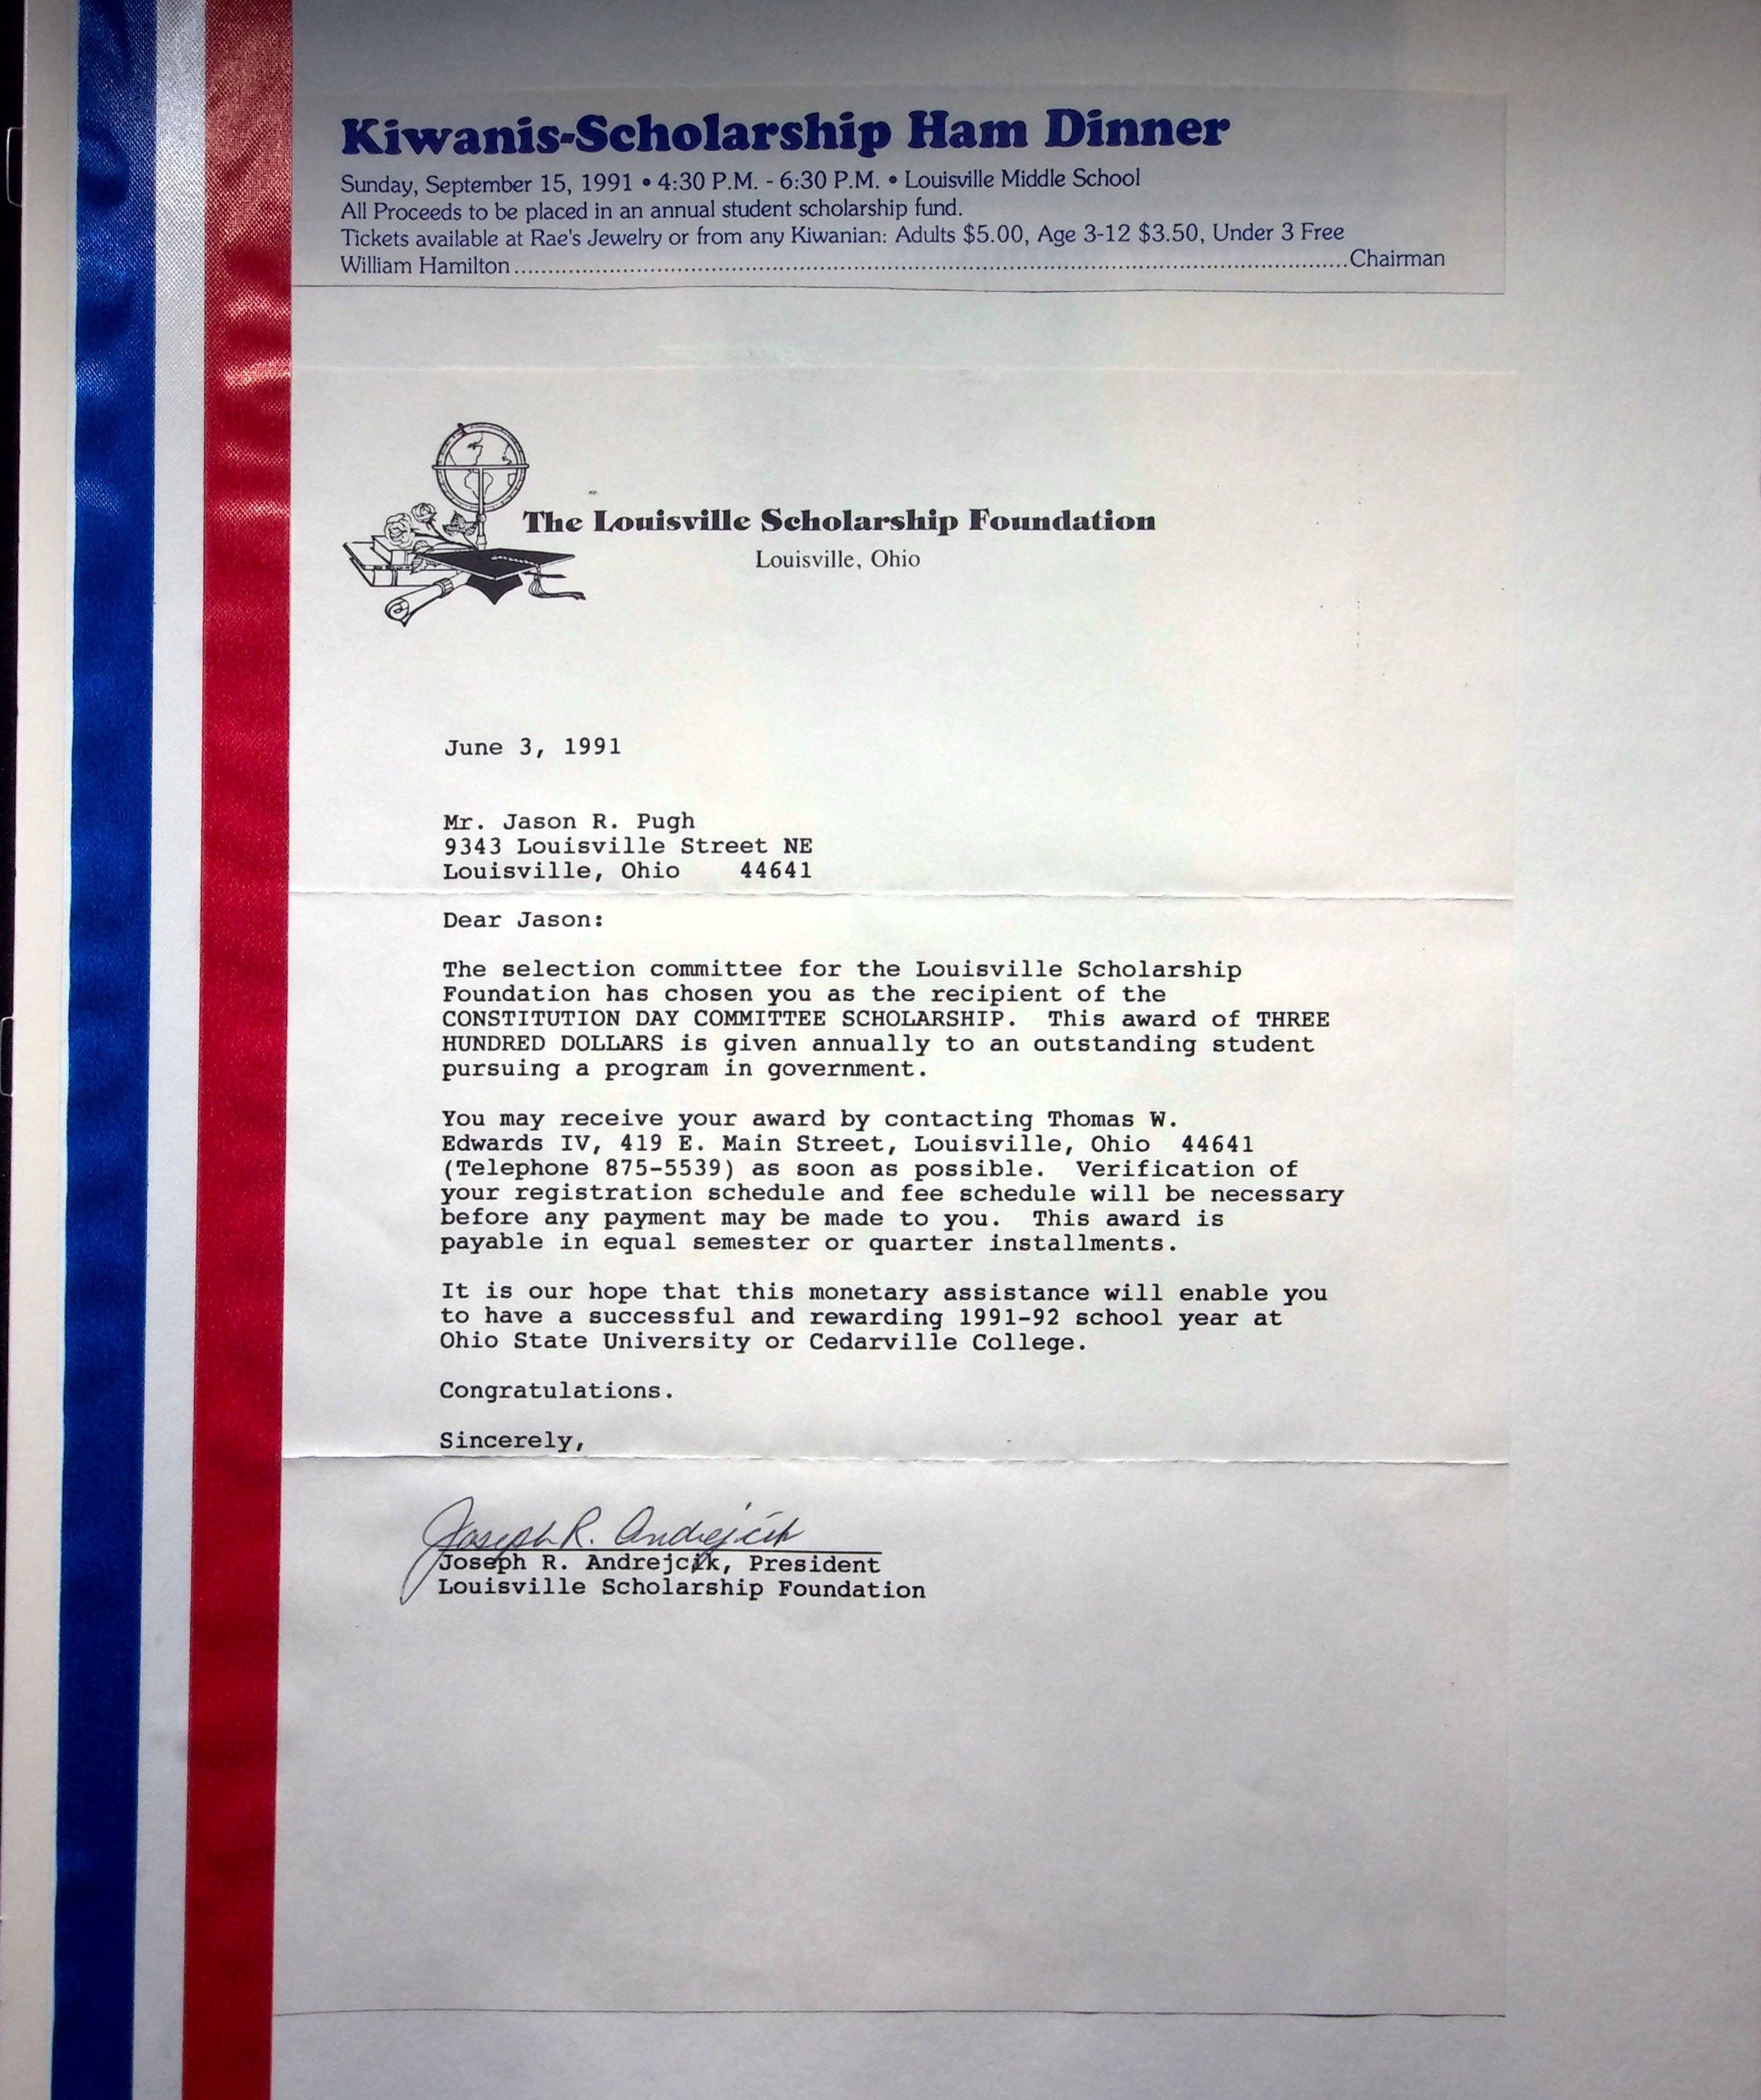 Kiwanis-Scholarship Ham Dinner
Sunday, September 15, 1991 • 4:30 P.M. - 6:30 P.M. • Louisville Middle School
All Proceeds to be placed in an annual student scholarship fund.
Tickets available at Rae's Jewelry or from any Kiwanian: Adults $5.00, Age 3-12 $3.50, Under 3 Free
William Hamilton........................................................................................................................Chairman
The Louisville Scholarship Foundation
Louisville, Ohio
June 3, 1991
Mr. Jason R. Pugh
9343 Louisville Street NE
Louisville, Ohio    44641
Dear Jason:
The selection committee for the Louisville Scholarship
Foundation has chosen you as the recipient of the
CONSTITUTION DAY COMMITTEE SCHOLARSHIP.  This award of THREE
HUNDRED DOLLARS is given annually to an outstanding student
pursuing a program in government.
You may receive your award by contacting Thomas W.
Edwards IV, 419 E. Main Street, Louisville, Ohio  44641
(Telephone 875-5539) as soon as possible.  Verification of
your registration schedule and fee schedule will be necessary
before any payment may be made to you.  This award is
payable in equal semester or quarter installments.
It is our hope that this monetary assistance will enable you
to have a successful and rewarding 1991-92 school year at
Ohio State University or Cedarville College.
Congratulations.
Sincerely,
Joseph R. Andrejcik
Joseph R. Andrejcik, President
Louisville Scholarship Foundation